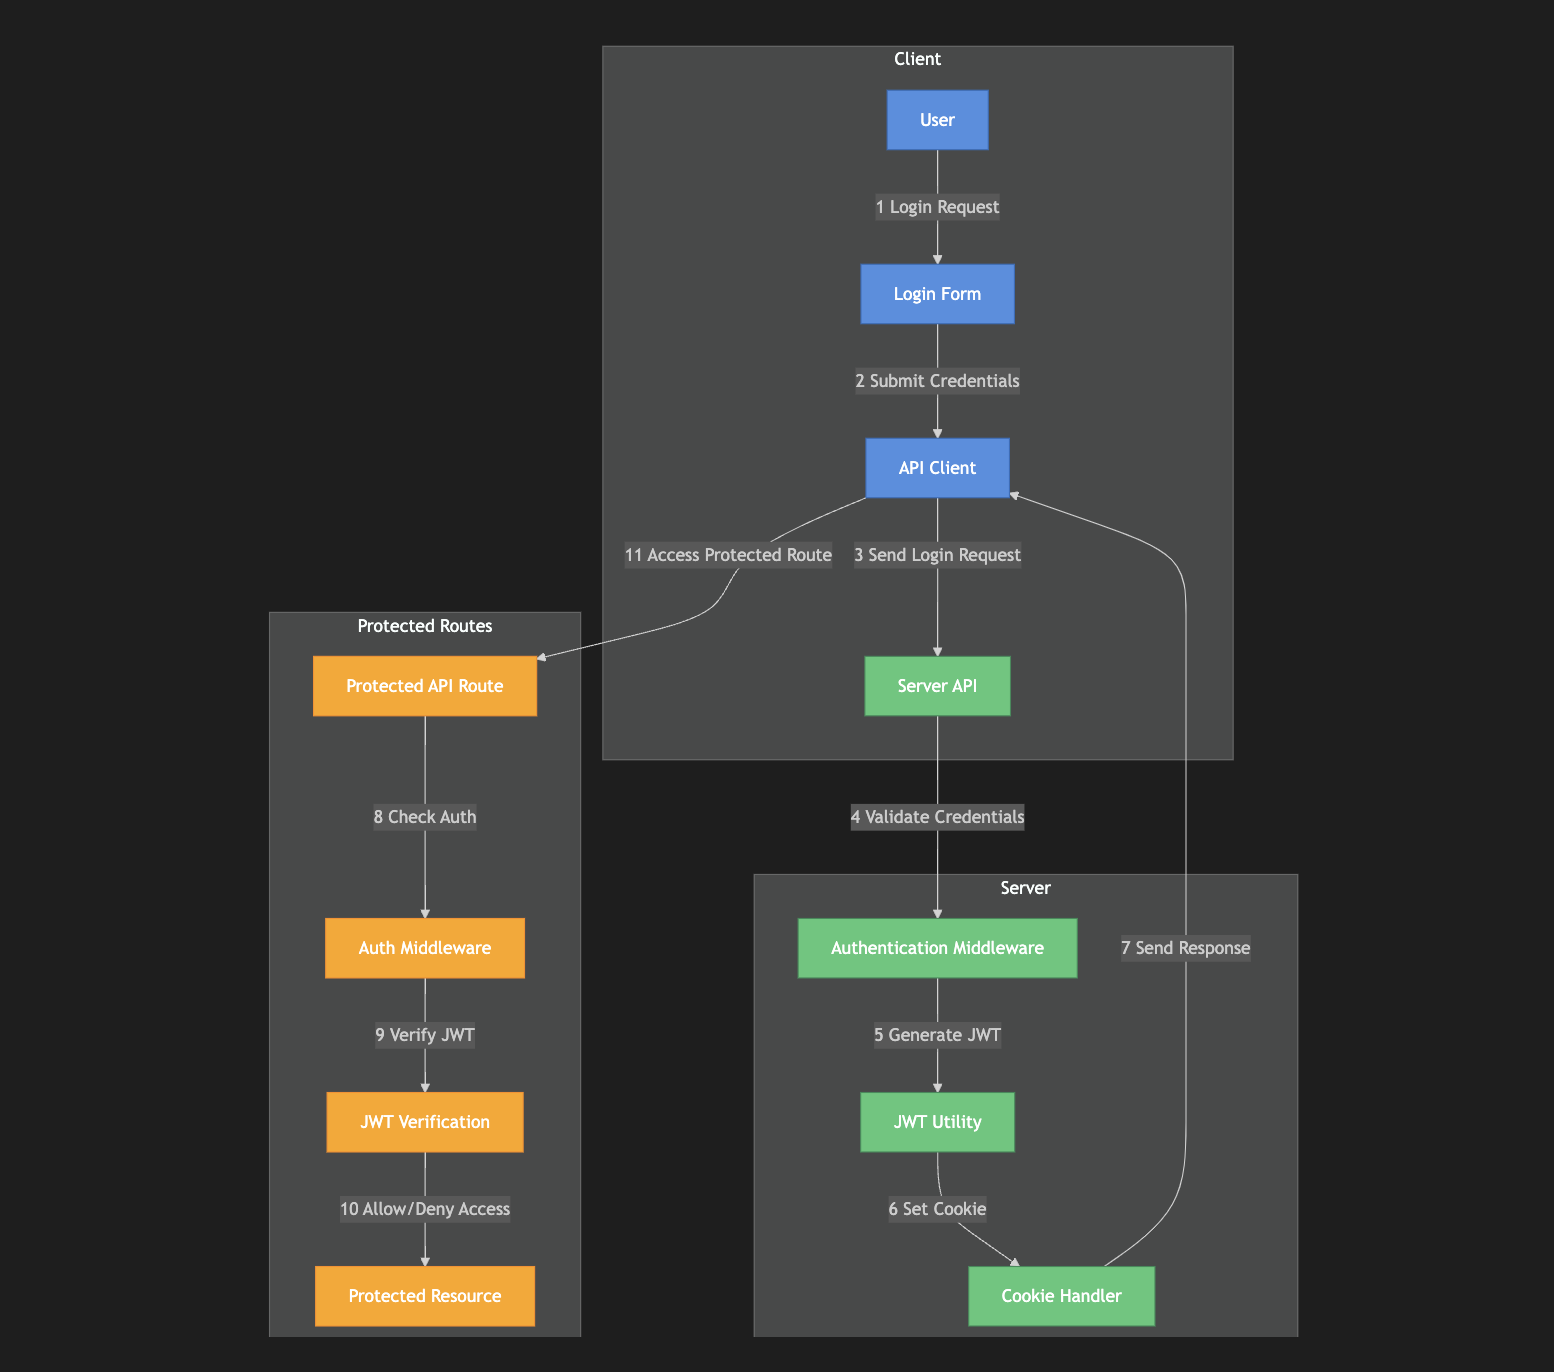 Client
User
1 Login Request
Login Form
2 Submit Credentials
API Client
11 Access Protected Route
3 Send Login Request
Protected Routes
Protected API Route
Server API
8 Check Auth
4 Validate Credentials
Server
Auth Middleware
Authentication Middleware
7 Send Response
9 Verify JWT
5 Generate JWT
JWT Verification
JWT Utility
10 Allow/Deny Access
6 Set Cookie
Protected Resource
Cookie Handler